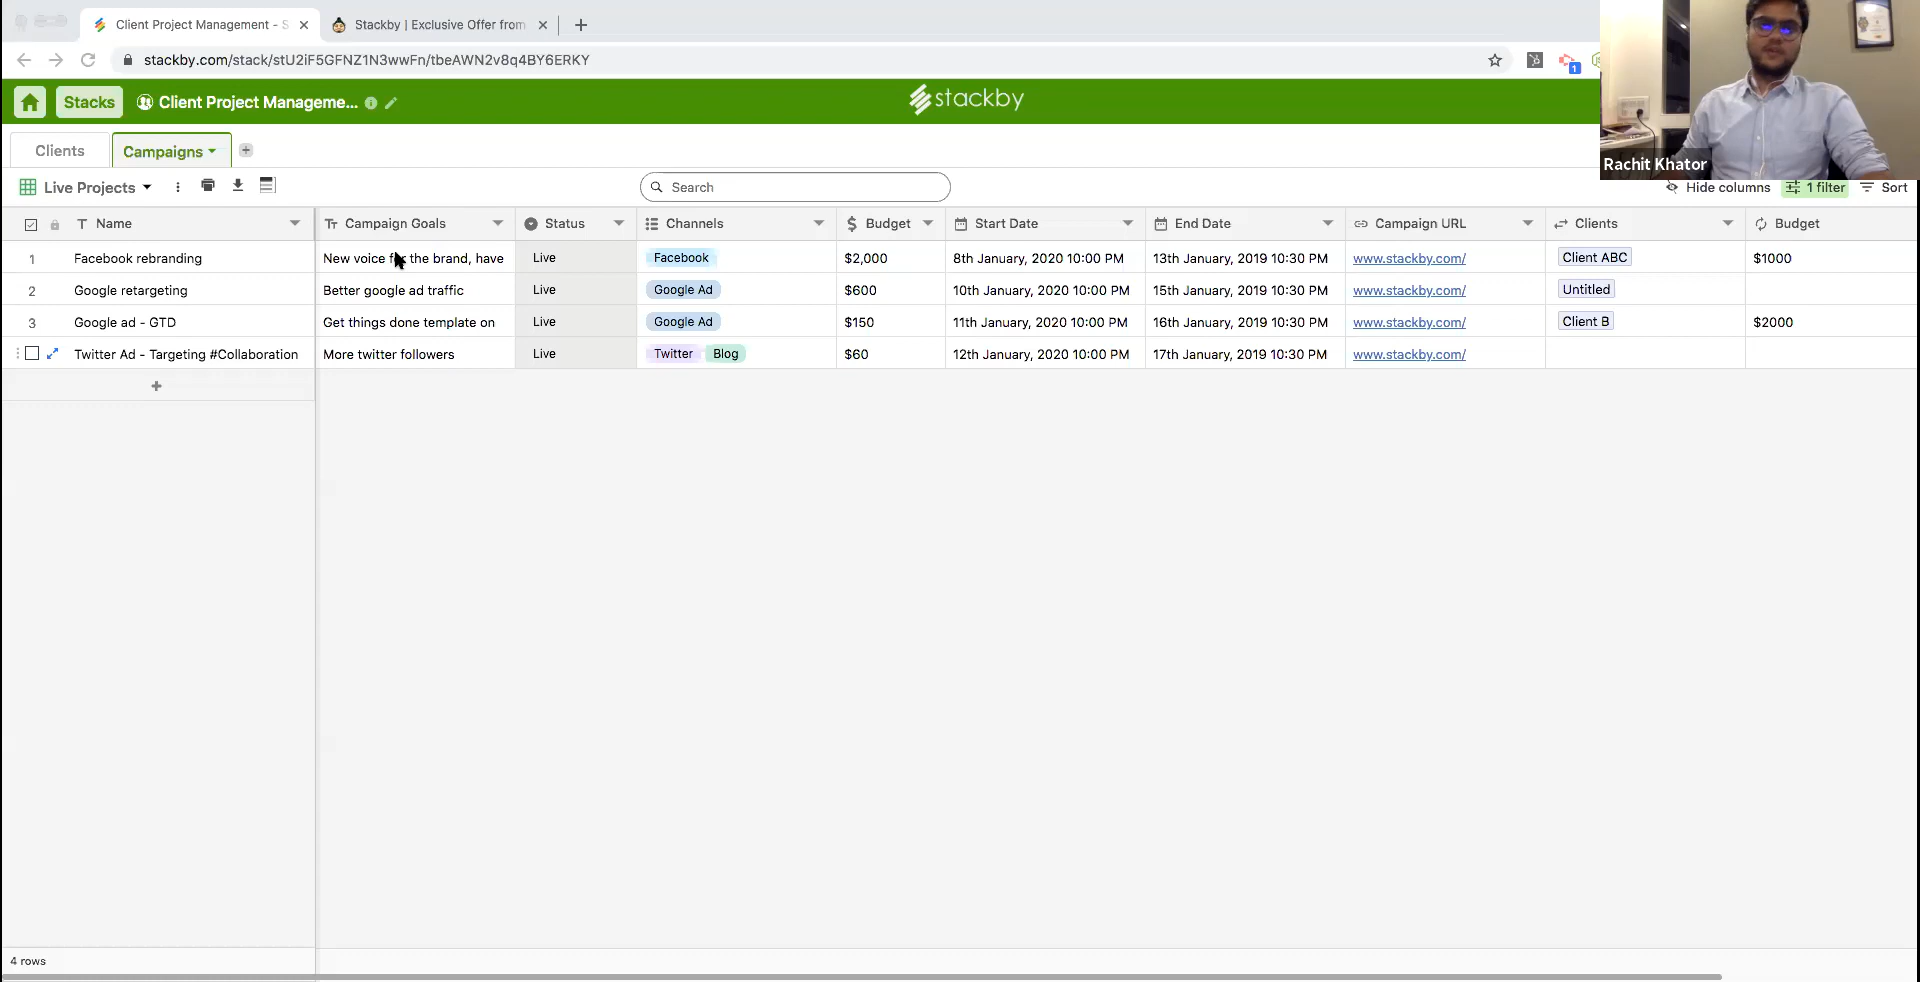 Client Project Management - S
Stackby | Exclusive Offer from
stackby.com/stack/stU2iF5GFNZ1N3wwFn/tbeAWN2v8q4BY6ERKY
1
Stacks
Client Project Manageme...
stackby
Rachit Khator
Clients
Campaigns
Live Projects
Search
Hide columns
1 filter
Sort
Name Campaign Goals Status Channels Budget Start Date End Date Campaign URL Clients Budget
1 Facebook rebranding New voice for the brand, have Live Facebook $2,000 8th January, 2020 10:00 PM 13th January, 2019 10:30 PM www.stackby.com/ Client ABC $1000
2 Google retargeting Better google ad traffic Live Google Ad $600 10th January, 2020 10:00 PM 15th January, 2019 10:30 PM www.stackby.com/ Untitled
3 Google ad - GTD Get things done template on Live Google Ad $150 11th January, 2020 10:00 PM 16th January, 2019 10:30 PM www.stackby.com/ Client B $2000
Twitter Ad - Targeting #Collaboration More twitter followers Live Twitter Blog $60 12th January, 2020 10:00 PM 17th January, 2019 10:30 PM www.stackby.com/
4 rows